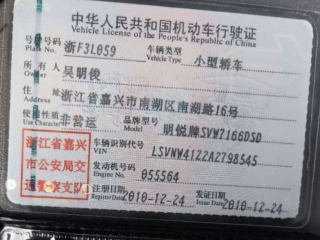 中华人民共和国机动车行驶证
Vehicle License of the People's Republic of China
号牌号码 浙F3L059 车辆类型 小型轿车
Plate No. Vehicle Type
所有人 吴明俊
Owner
住址 浙江省嘉兴市南湖区南湖路16号
Address
使用性质 非营运 品牌型号 明锐牌SVW7166DSD
Use Character Model
浙江省嘉兴 车辆识别代号 LSVNW4122A2798545
VIN
市公安局交 发动机号码 055564
Engine No.
通警察支队 注册日期 2010-12-24 发证日期 2010-12-24
Register Date Issue Date